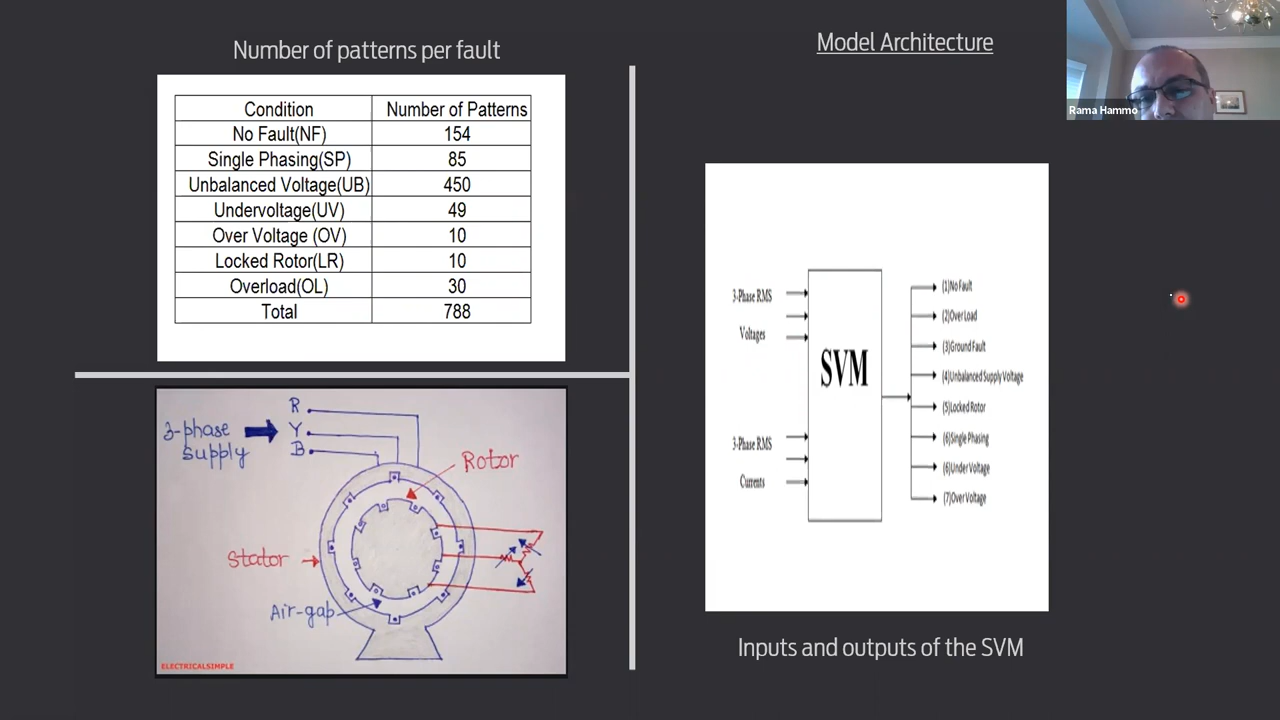 Number of patterns per fault
Condition Number of Patterns
No Fault(NF) 154
Single Phasing(SP) 85
Unbalanced Voltage(UB) 450
Undervoltage(UV) 49
Over Voltage (OV) 10
Locked Rotor(LR) 10
Overload(OL) 30
Total 788
3-phase supply
R
Y
B
Rotor
Stator
Air-gap
ELECTRICALSIMPLE
Model Architecture
3-Phase RMS
Voltages
3-Phase RMS
Currents
SVM
(1)No Fault
(2)Over Load
(3)Ground Fault
(4)Unbalanced Supply Voltage
(5)Locked Rotor
(6)Single Phasing
(6)Under Voltage
(7)Over Voltage
Inputs and outputs of the SVM
Rama Hammo